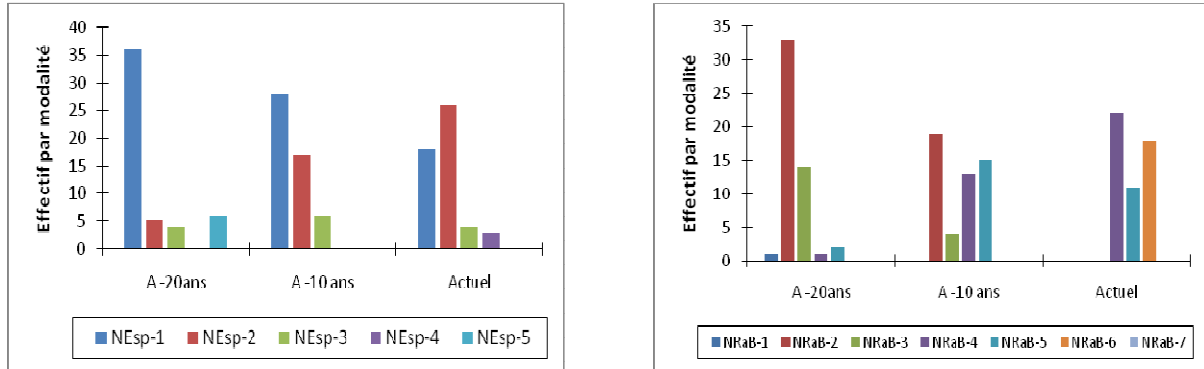 Effectif par modalité
40
35
30
25
20
15
10
5
0
A -20ans A -10 ans Actuel
NEsp-1 NEsp-2 NEsp-3 NEsp-4 NEsp-5
Effectif par modalité
35
30
25
20
15
10
5
0
A -20ans A -10 ans Actuel
NRaB-1 NRaB-2 NRaB-3 NRaB-4 NRaB-5 NRaB-6 NRaB-7